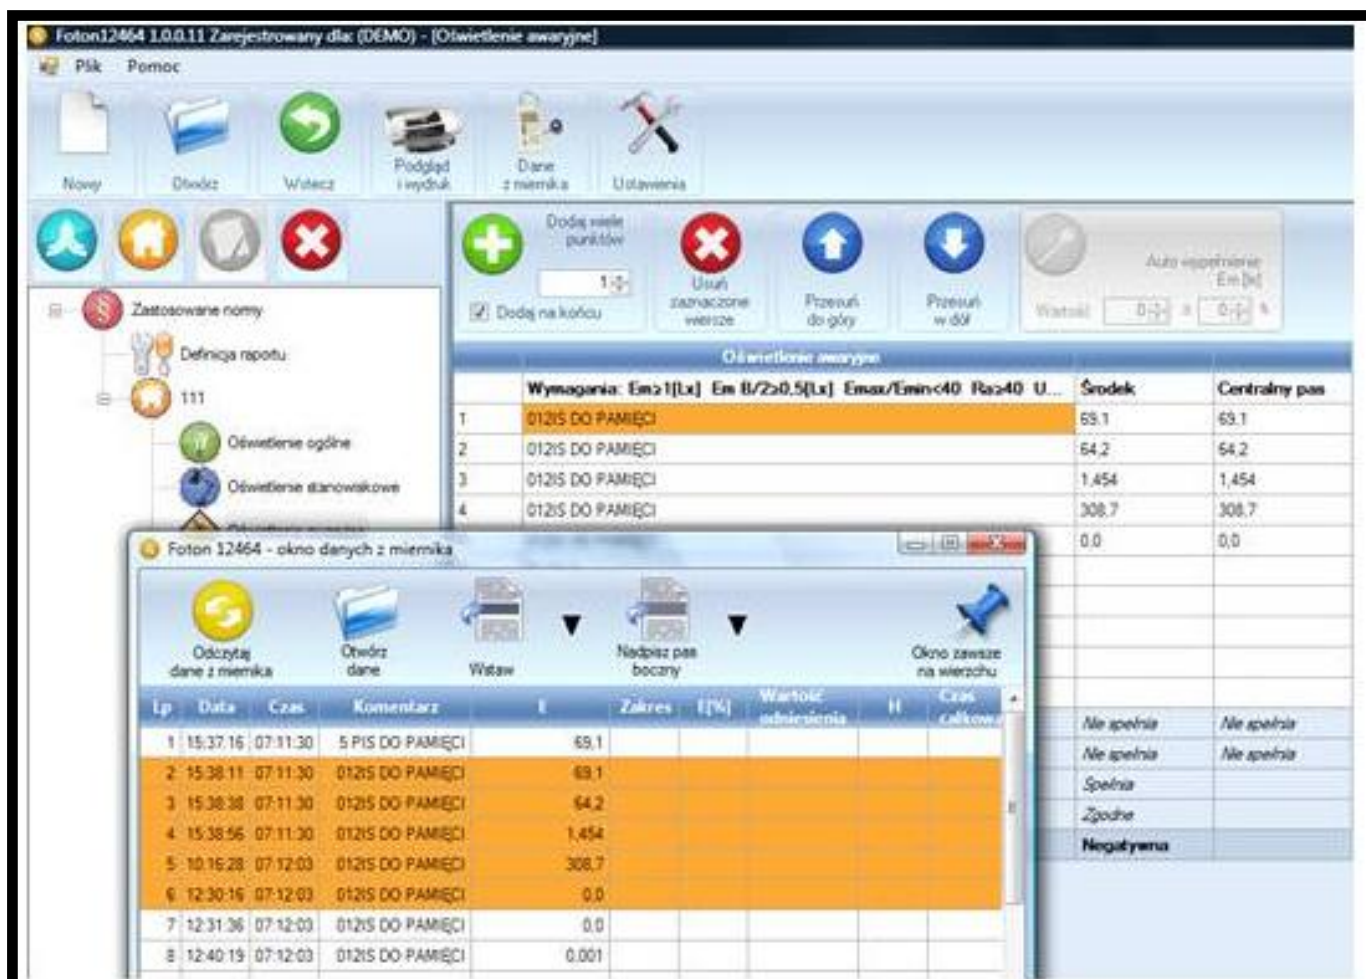 Foton12464 1.0.0.11 Zarejestrowany dla: (DEMO) - [Oświetlenie awaryjne]
Plik Pomoc
Nowy Otwórz Wstecz Podgląd i wydruk Dane z miernika Ustawienia
Dodaj wiele punktów
1
Dodaj na końcu
Usuń zaznaczone wiersze
Przesuń do góry
Przesuń w dół
Auto wypełnienie Em [lx]
Wartość 0 ± 0 %
Zastosowane normy
Definicja raportu
111
Oświetlenie ogólne
Oświetlenie stanowiskowe
Oświetlenie awaryjne
Wymagania: Em≥1[Lx] Em B/2≥0,5[Lx] Emax/Emin<40 Ra≥40 U... Środek Centralny pas
1 012IS DO PAMIĘCI 69,1 69,1
2 012IS DO PAMIĘCI 64,2 64,2
3 012IS DO PAMIĘCI 1,454 1,454
4 012IS DO PAMIĘCI 308,7 308,7
0,0 0,0
Nie spełnia Nie spełnia
Nie spełnia Nie spełnia
Spełnia
Zgodne
Negatywna
Foton 12464 - okno danych z miernika
Odczytaj dane z miernika
Otwórz dane
Wstaw
Nadpisz pas boczny
Okno zawsze na wierzchu
Lp Data Czas Komentarz E Zakres E[%] Wartość odniesienia H Czas całkowa
1 15:37:16 07:11:30 5 PIS DO PAMIĘCI 69,1
2 15:38:11 07:11:30 012IS DO PAMIĘCI 69,1
3 15:38:38 07:11:30 012IS DO PAMIĘCI 64,2
4 15:38:56 07:11:30 012IS DO PAMIĘCI 1,454
5 10:16:28 07:12:03 012IS DO PAMIĘCI 308,7
6 12:30:16 07:12:03 012IS DO PAMIĘCI 0,0
7 12:31:36 07:12:03 012IS DO PAMIĘCI 0,0
8 12:40:19 07:12:03 012IS DO PAMIĘCI 0,001